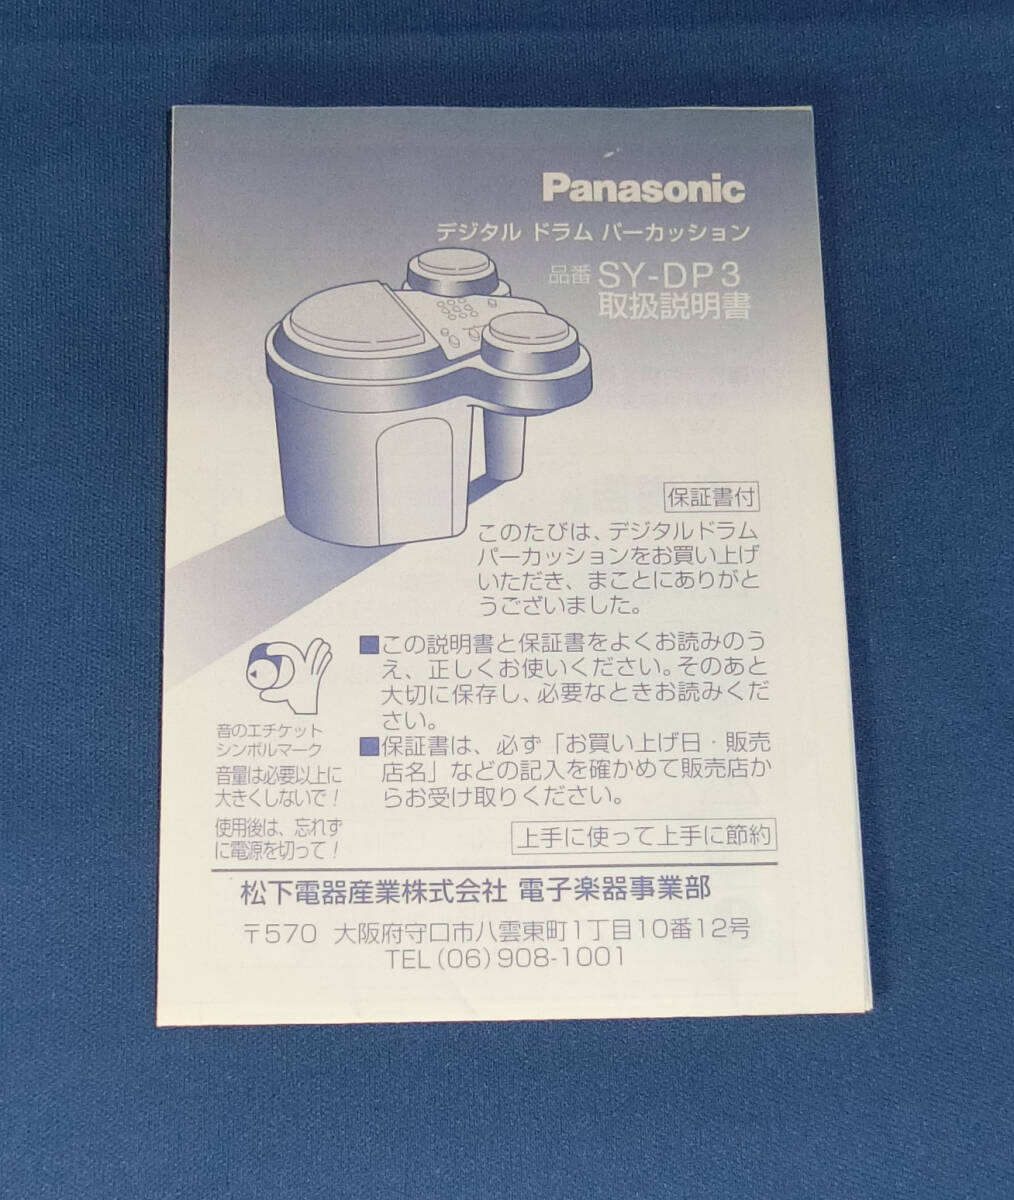 Panasonic
デジタル ドラム パーカッション
品番 SY-DP3
取扱説明書
保証書付
このたびは、デジタルドラム
パーカッションをお買い上げ
いただき、まことにありがと
うございました。
■この説明書と保証書をよくお読みのう
え、正しくお使いください。そのあと
大切に保存し、必要なときお読みくだ
さい。
■保証書は、必ず「お買い上げ日・販売
店名」などの記入を確かめて販売店か
らお受け取りください。
音のエチケット
シンボルマーク
音量は必要以上に
大きくしないで！
使用後は、忘れず
に電源を切って！
上手に使って上手に節約
松下電器産業株式会社 電子楽器事業部
〒570 大阪府守口市八雲東町1丁目10番12号
TEL(06)908-1001